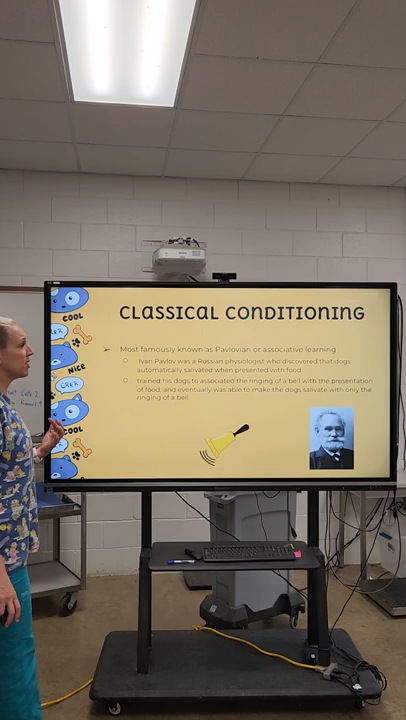 CLASSICAL CONDITIONING
COOL
GRR
NICE
GRRR
COOL
Most famously known as Pavlovian or associative learning
Ivan Pavlov was a Russian physiologist who discovered that dogs
automatically salivated when presented with food
trained his dogs to associated the ringing of a bell with the presentation
of food, and eventually was able to make the dogs salivate with only the
ringing of a bell